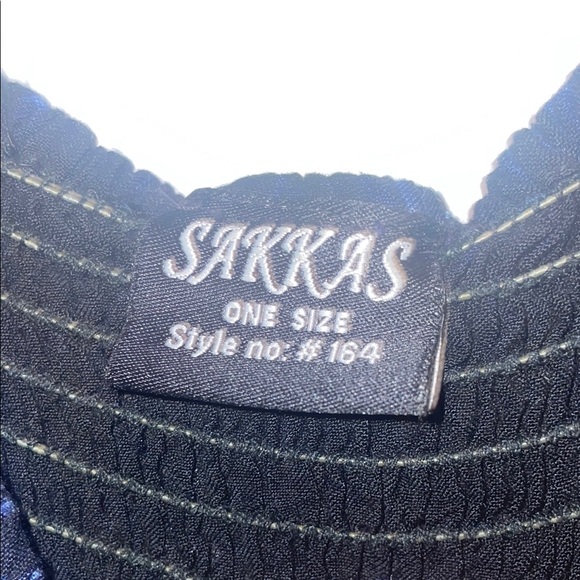 SAKKAS
ONE SIZE
Style no: # 164